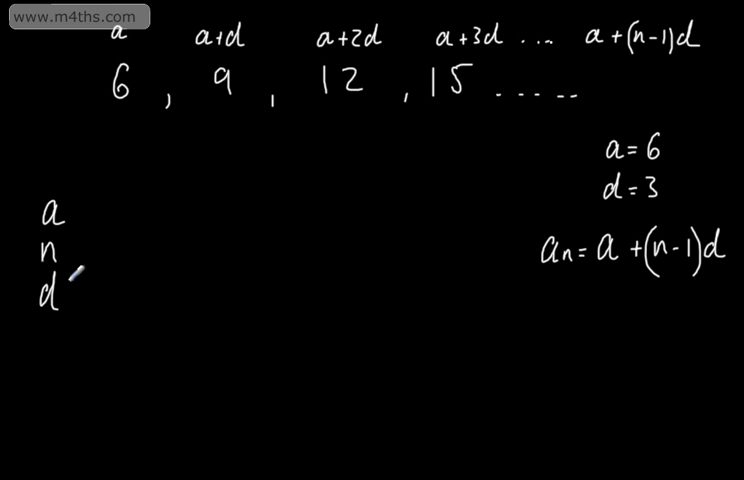 www.m4ths.com
a a+d a+2d a+3d ... a+(n-1)d
6, 9, 12, 15 .....
a=6
d=3
a
n
an=a+(n-1)d
d